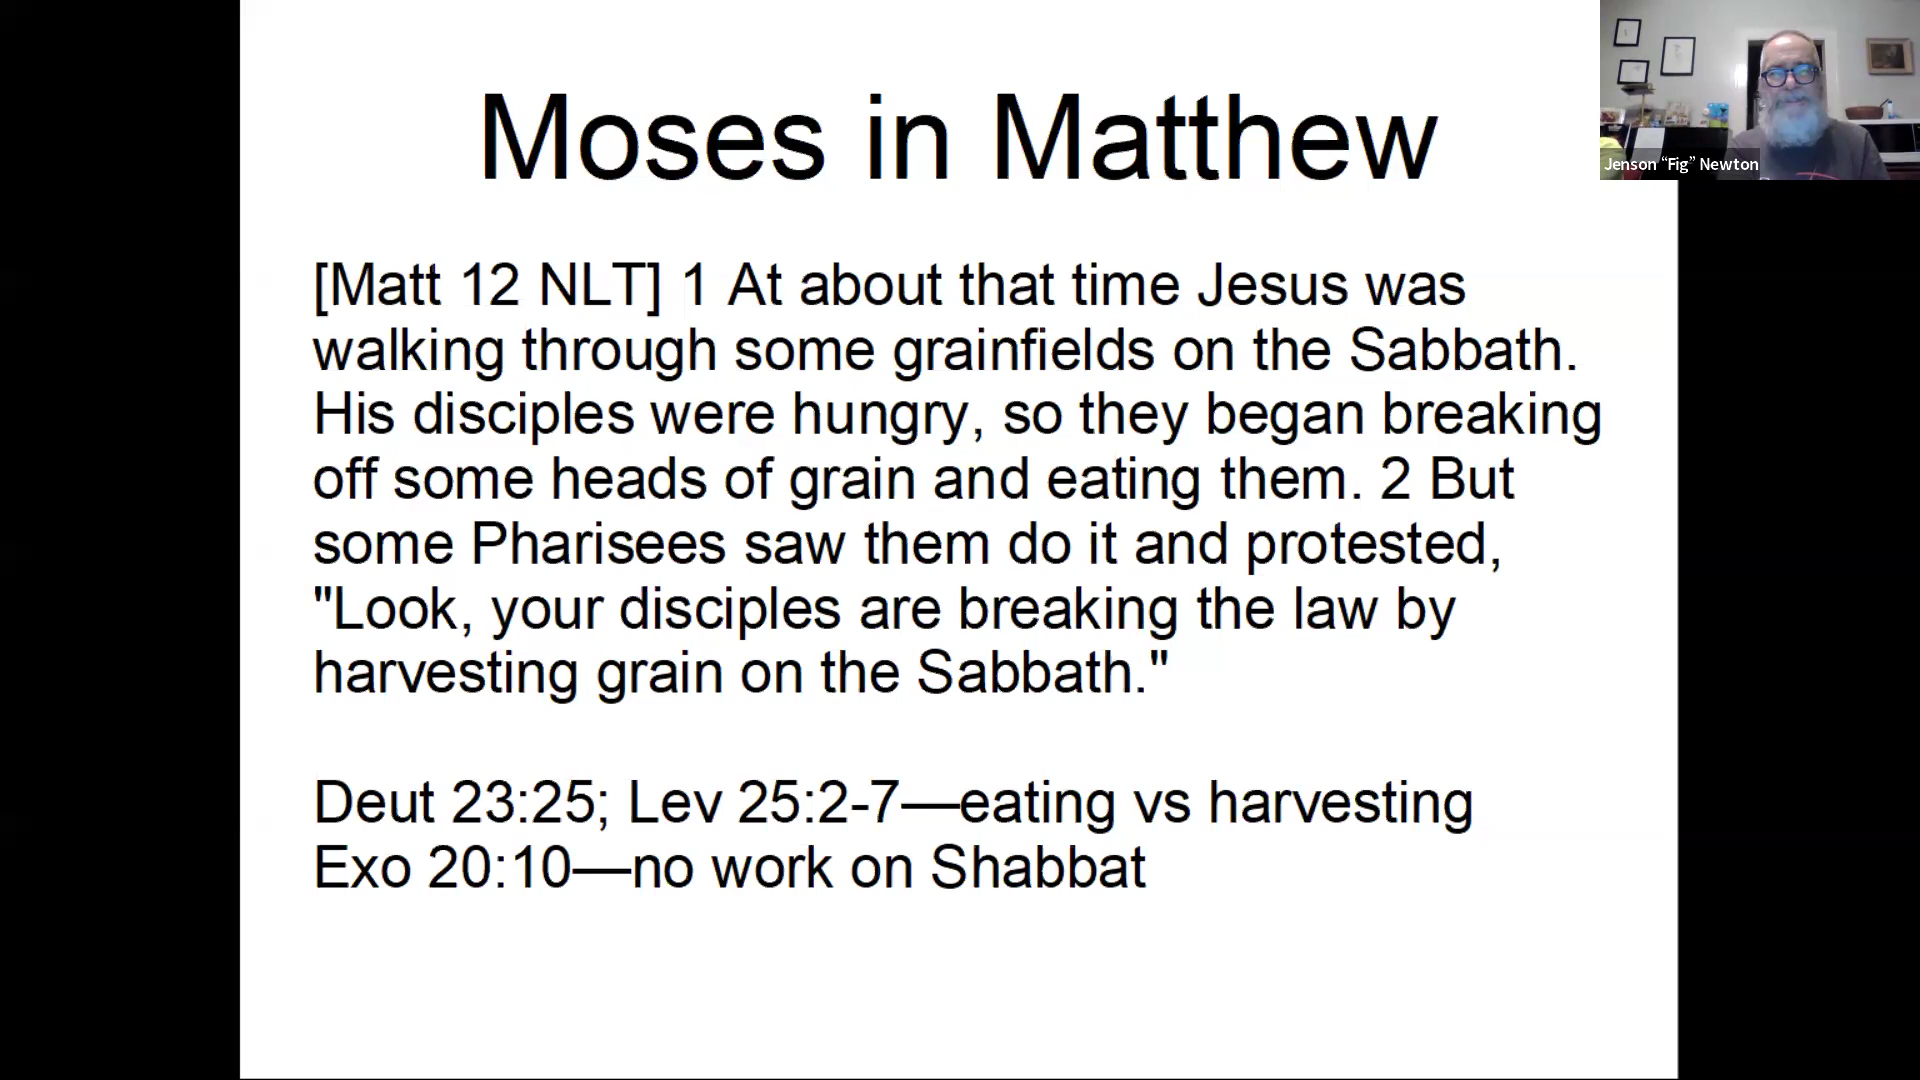 Moses in Matthew
[Matt 12 NLT] 1 At about that time Jesus was
walking through some grainfields on the Sabbath.
His disciples were hungry, so they began breaking
off some heads of grain and eating them. 2 But
some Pharisees saw them do it and protested,
"Look, your disciples are breaking the law by
harvesting grain on the Sabbath."
Deut 23:25; Lev 25:2-7—eating vs harvesting
Exo 20:10—no work on Shabbat
Jenson “Fig” Newton